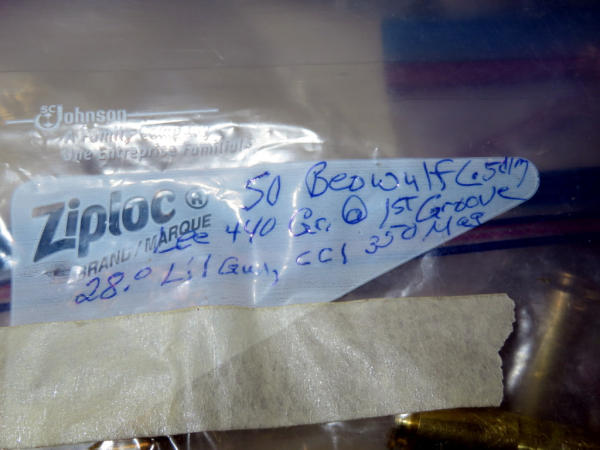 SC Johnson
A Family Company
Une Entreprise Familiale
Ziploc®
BRAND/MARQUE
50 Beowulf
Lee 440 Gr. @ 1st Groove
28.0 Lil Gun, CCI 350 Mag